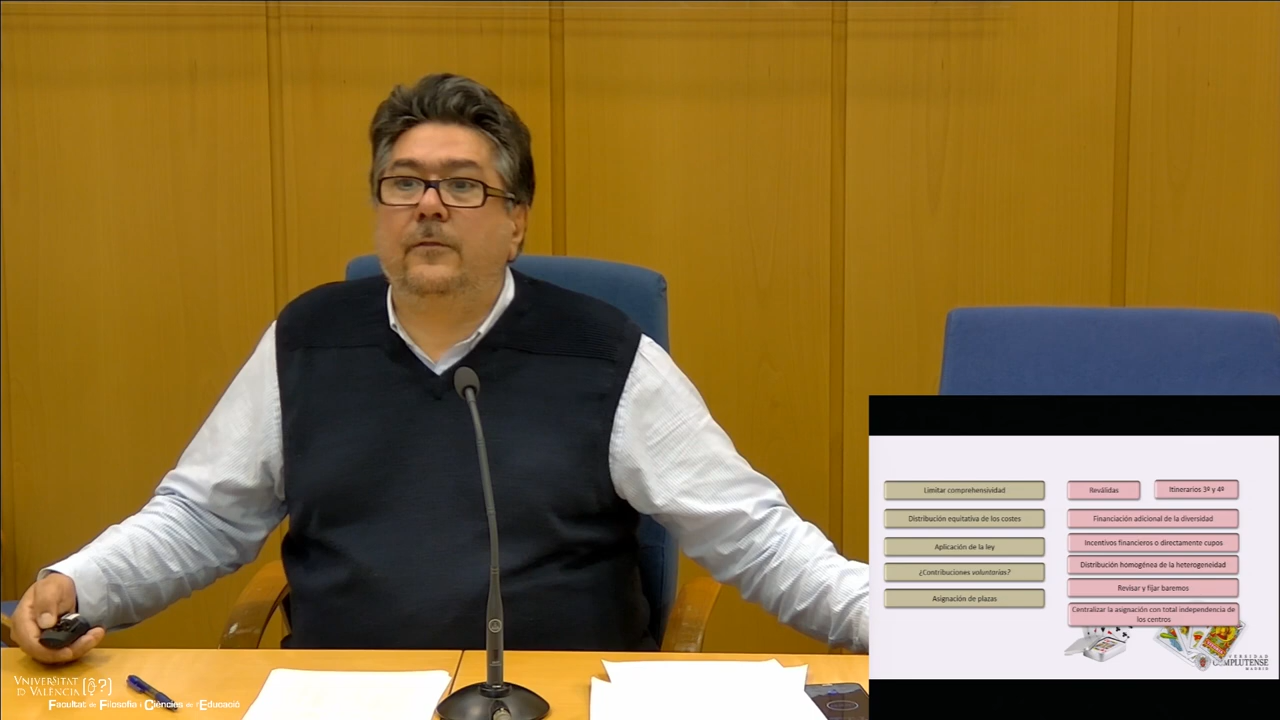 Limitar comprehensividad
Reválidas
Itinerarios 3º y 4º
Distribución equitativa de los costes
Financiación adicional de la diversidad
Aplicación de la ley
Incentivos financieros o directamente cupos
¿Contribuciones voluntarias?
Distribución homogénea de la heterogeneidad
Asignación de plazas
Revisar y fijar baremos
Centralizar la asignación con total independencia de
los centros
COMPLUTENSE
MADRID
VNIVERSITAT
ID VALÈNCIA
Facultat de Filosofia i Ciències de l'Educació